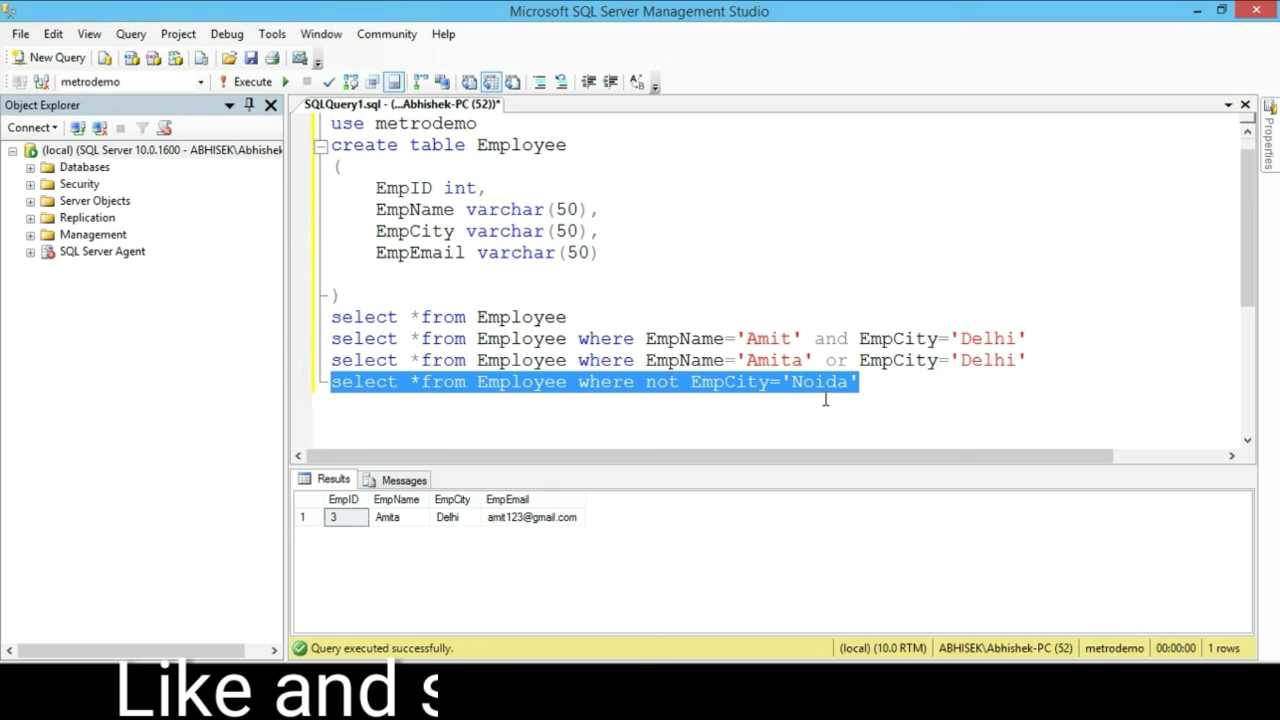 Microsoft SQL Server Management Studio
File Edit View Query Project Debug Tools Window Community Help
New Query
metrodemo Execute
Object Explorer
SQLQuery1.sql - (...Abhishek-PC (52))*
Properties
Connect
(local) (SQL Server 10.0.1600 - ABHISEK\Abhishek
Databases
Security
Server Objects
Replication
Management
SQL Server Agent
use metrodemo
create table Employee
(
EmpID int,
EmpName varchar(50),
EmpCity varchar(50),
EmpEmail varchar(50)
)
select *from Employee
select *from Employee where EmpName='Amit' and EmpCity='Delhi'
select *from Employee where EmpName='Amita' or EmpCity='Delhi'
select *from Employee where not EmpCity='Noida'
Results Messages
EmpID EmpName EmpCity EmpEmail
1 3 Amita Delhi amit123@gmail.com
Query executed successfully. (local) (10.0 RTM) ABHISEK\Abhishek-PC (52) metrodemo 00:00:00 1 rows
Like and s